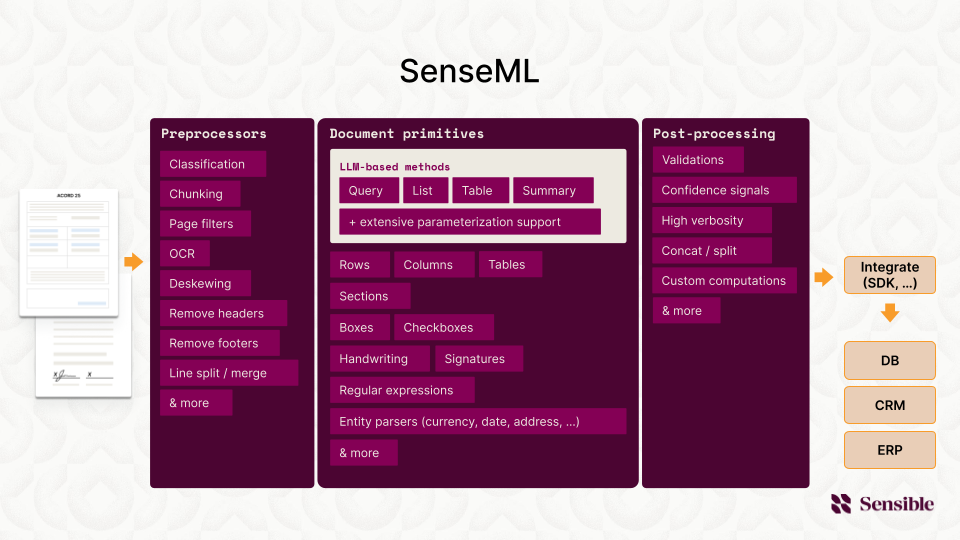 SenseML
ACORD 25
Preprocessors
Classification
Chunking
Page filters
OCR
Deskewing
Remove headers
Remove footers
Line split / merge
& more
Document primitives
LLM-based methods
Query List Table Summary
+ extensive parameterization support
Rows Columns Tables
Sections
Boxes Checkboxes
Handwriting Signatures
Regular expressions
Entity parsers (currency, date, address, ...)
& more
Post-processing
Validations
Confidence signals
High verbosity
Concat / split
Custom computations
& more
Integrate
(SDK, ...)
DB
CRM
ERP
Sensible